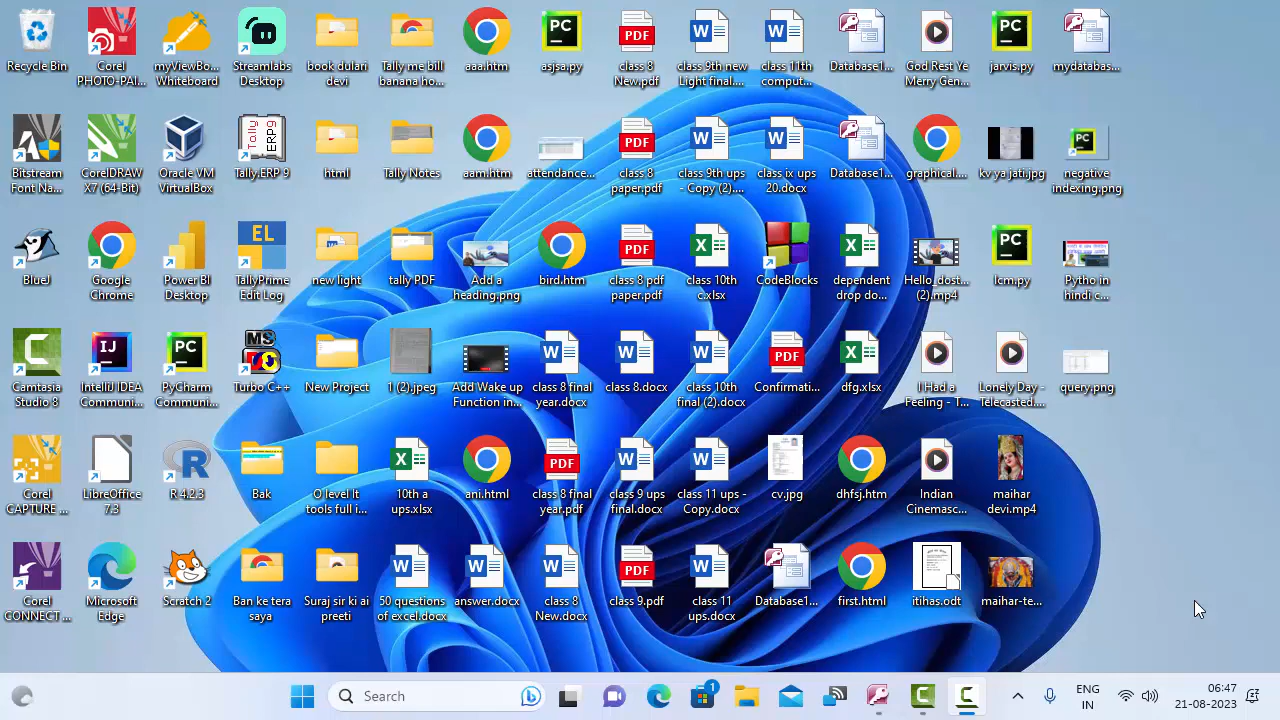 Recycle Bin
Corel PHOTO-PAI...
myViewBo... Whiteboard
Streamlabs Desktop
book dulari devi
Tally me bill banana ho...
aaa.htm
asjsa.py
class 8 New.pdf
class 9th new Light final....
class 11th comput...
Database1...
God Rest Ye Merry Gen...
jarvis.py
mydatabas...
Bitstream Font Na...
CorelDRAW X7 (64-Bit)
Oracle VM VirtualBox
Tally.ERP 9
html
Tally Notes
aam.htm
attendance...
class 8 paper.pdf
class 9th ups - Copy (2)....
class ix ups 20.docx
Database1...
graphical....
kv ya jati.jpg
negative indexing.png
BlueJ
Google Chrome
Power BI Desktop
TallyPrime Edit Log
new light
tally PDF
Add a heading.png
bird.htm
class 8 pdf paper.pdf
class 10th c.xlsx
CodeBlocks
dependent drop do...
Hello_dost... (2).mp4
lcm.py
Pytho in hindi c...
Camtasia Studio 8
IntelliJ IDEA Communi...
PyCharm Communi...
Turbo C++
New Project
1 (2).jpeg
Add Wake up Function in...
class 8 final year.docx
class 8.docx
class 10th final (2).docx
Confirmati...
dfg.xlsx
I Had a Feeling - T...
Lonely Day - Telecasted....
query.png
Corel CAPTURE ...
LibreOffice 7.3
R 4.2.3
Bak
O level it tools full i...
10th a ups.xlsx
ani.html
class 8 final year.pdf
class 9 ups final.docx
class 11 ups - Copy.docx
cv.jpg
dhfsj.htm
Indian Cinemasc...
maihar devi.mp4
Corel CONNECT ...
Microsoft Edge
Scratch 2
Ban ke tera saya
Suraj sir ki ai preeti
50 questions of excel.docx
answer.docx
class 8 New.docx
class 9.pdf
class 11 ups.docx
Database1...
first.html
itihas.odt
maihar-te...
Search
1
ENG
IN
06:47
21-08-2023